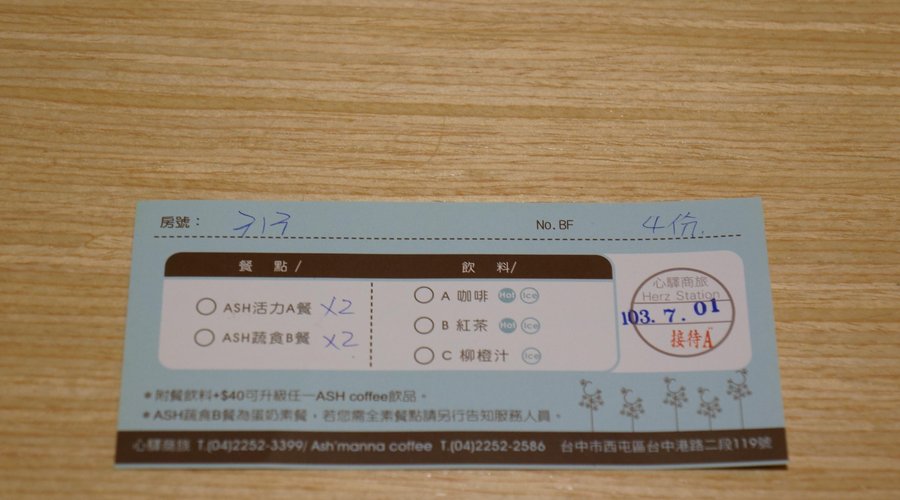 房號： 313 No.BF 4份
餐 點/ 飲 料/
ASH活力A餐 x2
ASH蔬食B餐 x2
A 咖啡 Hot Ice
B 紅茶 Hot Ice
C 柳橙汁 Ice
心驛商旅
Herz Station
103.7.01
接待A
＊附餐飲料+$40可升級任一ASH coffee飲品。
＊ASH蔬食B餐為蛋奶素餐，若您需全素餐點請另行告知服務人員。
心驛商旅 T.(04)2252-3399/ Ash'manna coffee T.(04)2252-2586 台中市西屯區台中港路二段119號